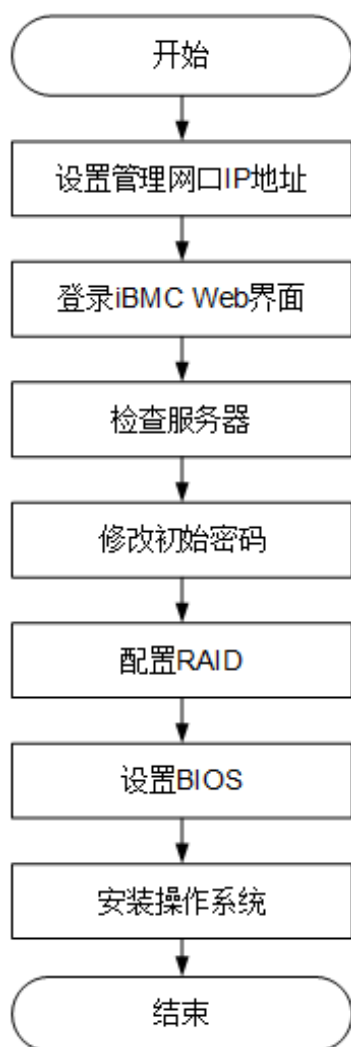 开始
设置管理网口IP地址
登录iBMC Web界面
检查服务器
修改初始密码
配置RAID
设置BIOS
安装操作系统
结束